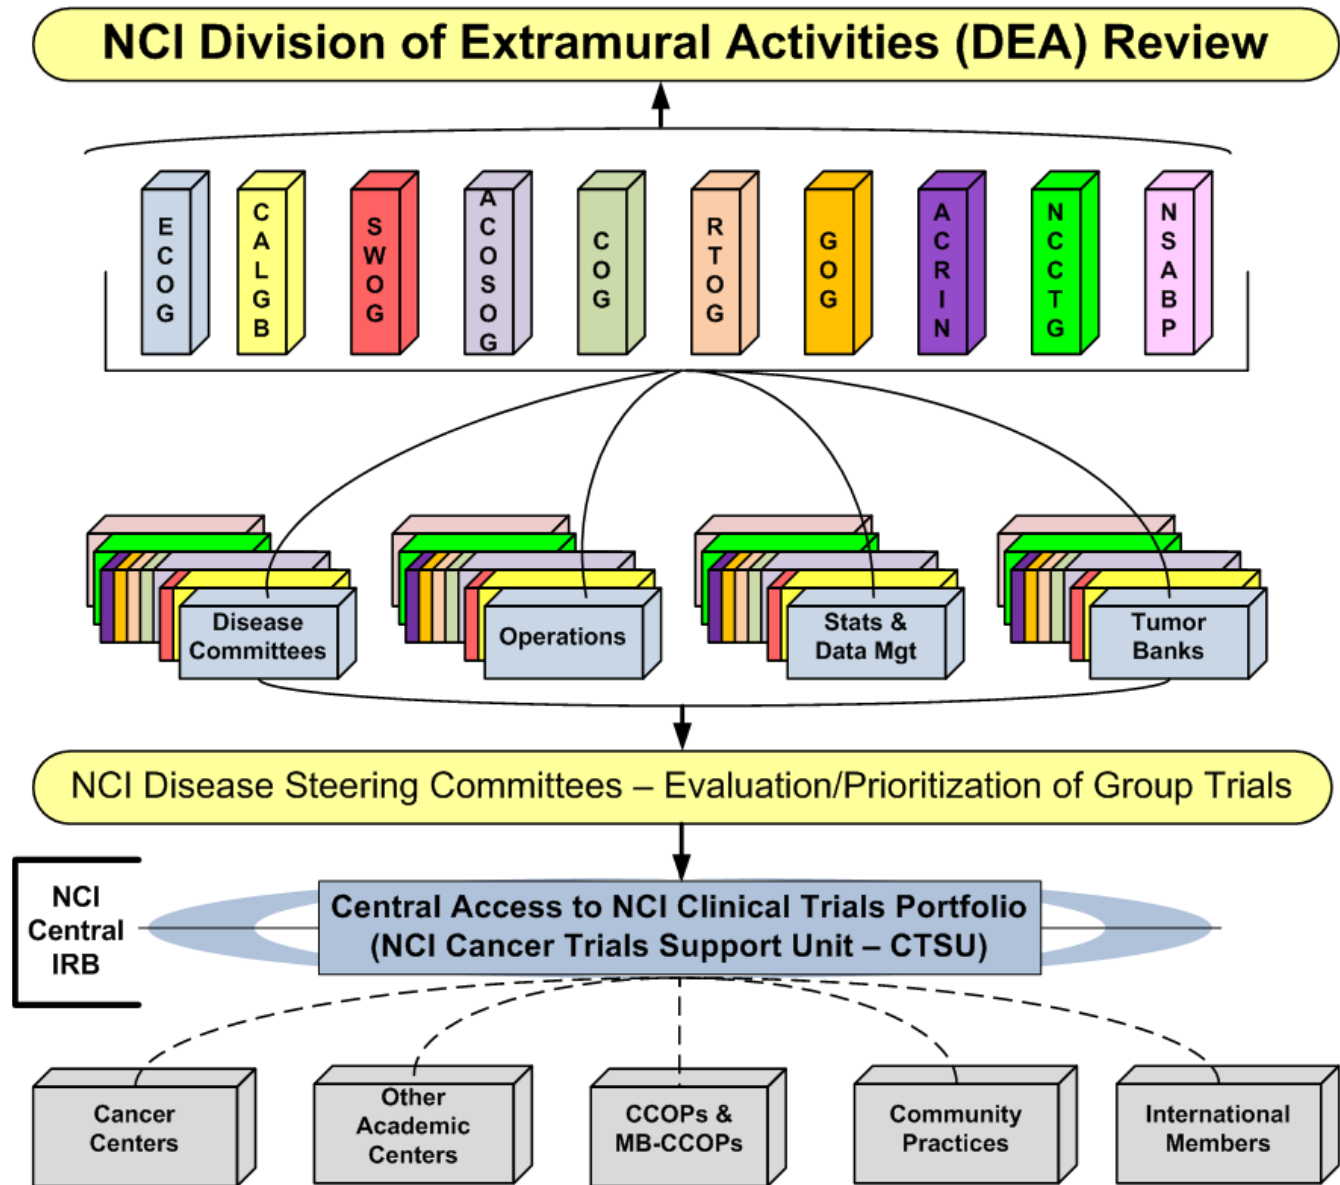 NCI Division of Extramural Activities (DEA) Review
ECOG
CALGB
SWOG
ACOSOG
COG
RTOG
GOG
ACRIN
NCCTG
NSABP
Disease
Committees
Operations
Stats &
Data Mgt
Tumor
Banks
NCI Disease Steering Committees – Evaluation/Prioritization of Group Trials
NCI
Central
IRB
Central Access to NCI Clinical Trials Portfolio
(NCI Cancer Trials Support Unit – CTSU)
Cancer
Centers
Other
Academic
Centers
CCOPs &
MB-CCOPs
Community
Practices
International
Members